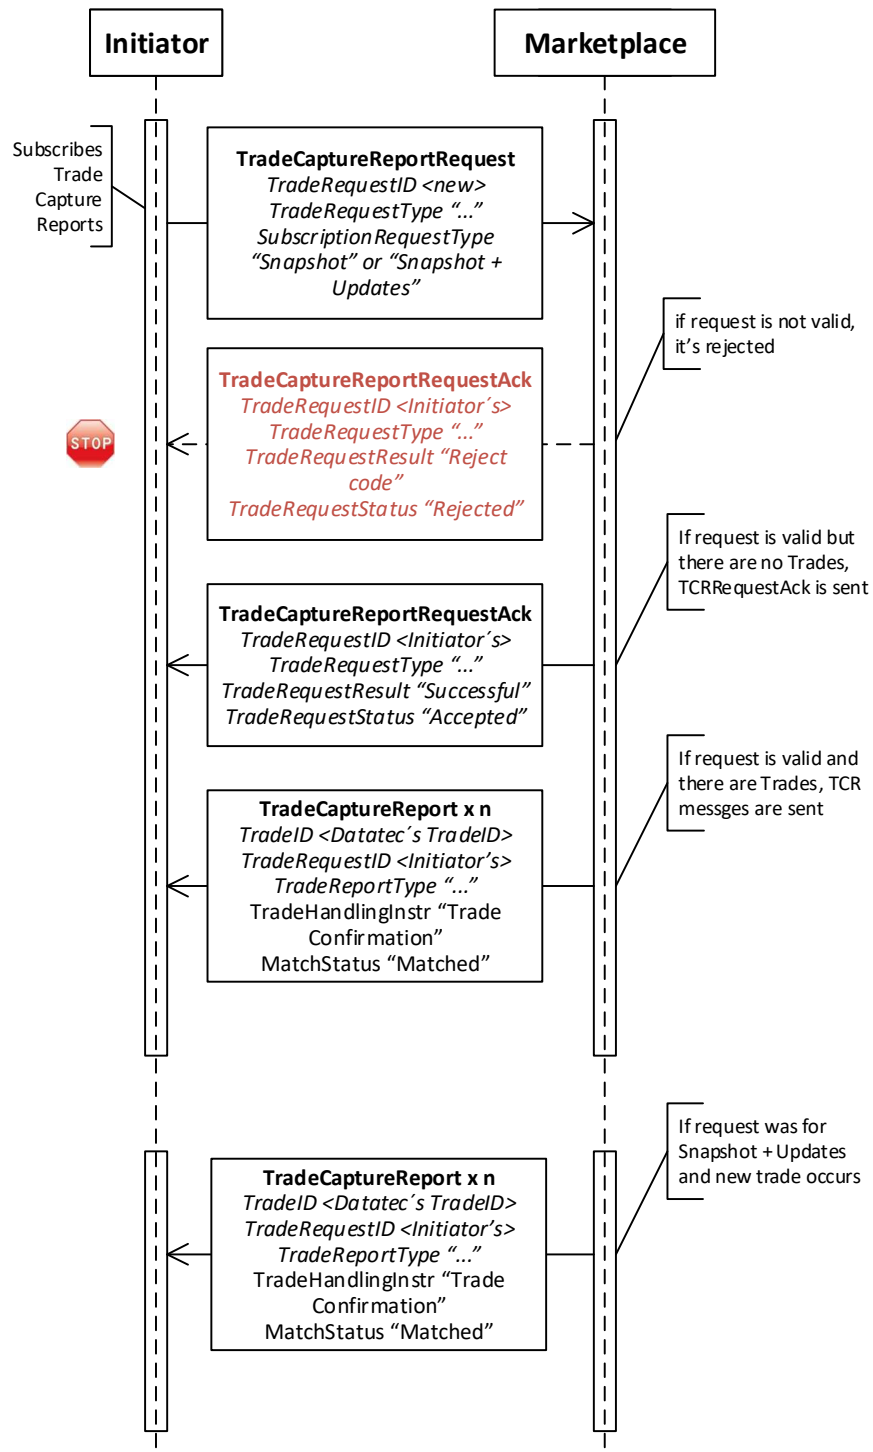 Initiator
Marketplace
Subscribes
Trade
Capture
Reports
TradeCaptureReportRequest
TradeRequestID <new>
TradeRequestType “...”
SubscriptionRequestType
“Snapshot” or “Snapshot +
Updates”
if request is not valid,
it’s rejected
TradeCaptureReportRequestAck
TradeRequestID <Initiator´s>
TradeRequestType “...”
TradeRequestResult “Reject
code”
TradeRequestStatus “Rejected”
STOP
If request is valid but
there are no Trades,
TCRRequestAck is sent
TradeCaptureReportRequestAck
TradeRequestID <Initiator´s>
TradeRequestType “...”
TradeRequestResult “Successful”
TradeRequestStatus “Accepted”
If request is valid and
there are Trades, TCR
messges are sent
TradeCaptureReport x n
TradeID <Datatec´s TradeID>
TradeRequestID <Initiator’s>
TradeReportType “...”
TradeHandlingInstr “Trade
Confirmation”
MatchStatus “Matched”
If request was for
Snapshot + Updates
and new trade occurs
TradeCaptureReport x n
TradeID <Datatec´s TradeID>
TradeRequestID <Initiator’s>
TradeReportType “...”
TradeHandlingInstr “Trade
Confirmation”
MatchStatus “Matched”